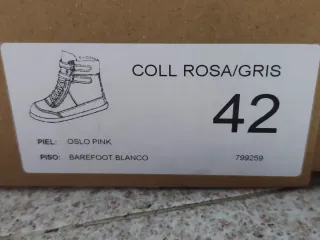 COLL ROSA/GRIS
42
PIEL: OSLO PINK
PISO: BAREFOOT BLANCO
799259